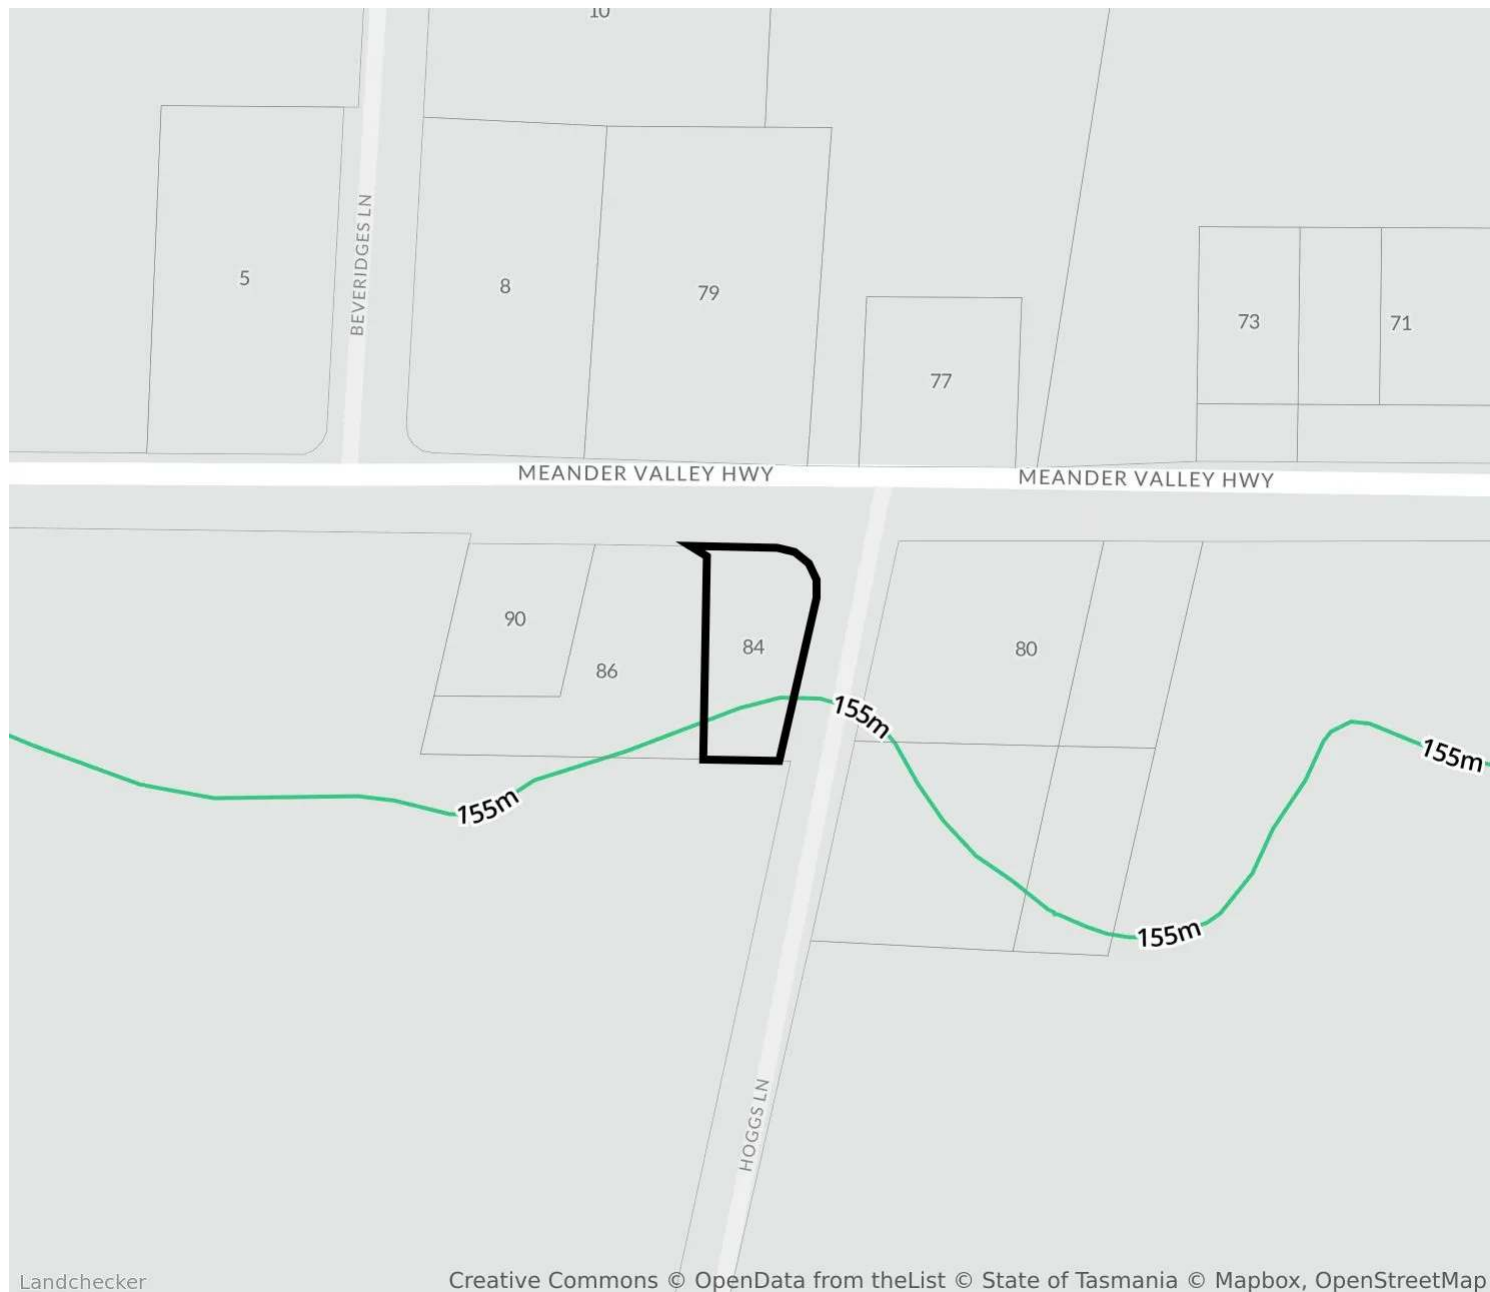 10
5
BEVERIDGES LN
8
79
77
73
71
MEANDER VALLEY HWY
MEANDER VALLEY HWY
90
86
84
80
155m
155m
155m
155m
HOGGS LN
Landchecker
Creative Commons © OpenData from theList © State of Tasmania © Mapbox, OpenStreetMap